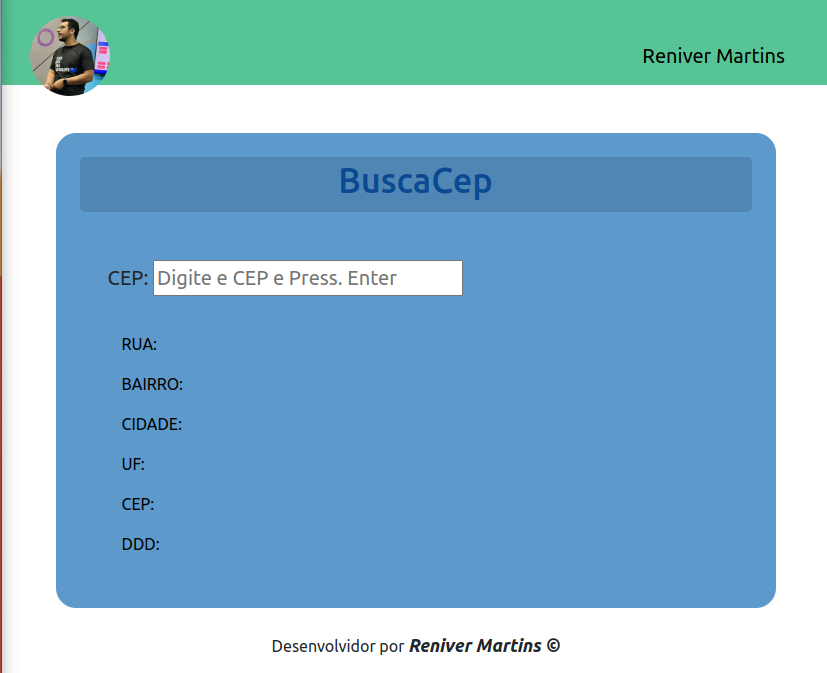 Reniver Martins
BuscaCep
CEP: Digite e CEP e Press. Enter
RUA:
BAIRRO:
CIDADE:
UF:
CEP:
DDD:
Desenvolvidor por Reniver Martins ©